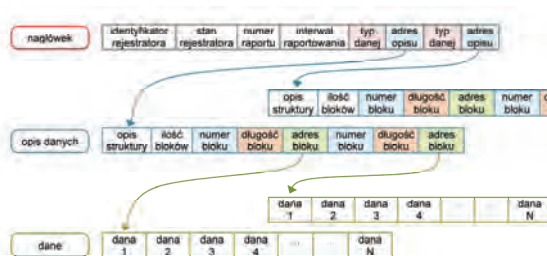 nagłówek
identyfikator rejestratora
stan rejestratora
numer raportu
interwał raportowania
typ danej
adres opisu
typ danej
adres opisu
opis struktury
ilość bloków
numer bloku
długość bloku
adres bloku
numer bloku
opis danych
opis struktury
ilość bloków
numer bloku
długość bloku
adres bloku
numer bloku
długość bloku
adres bloku
dana 1
dana 2
dana 3
dana 4
...
...
dana N
dane
dana 1
dana 2
dana 3
dana 4
...
...
dana N